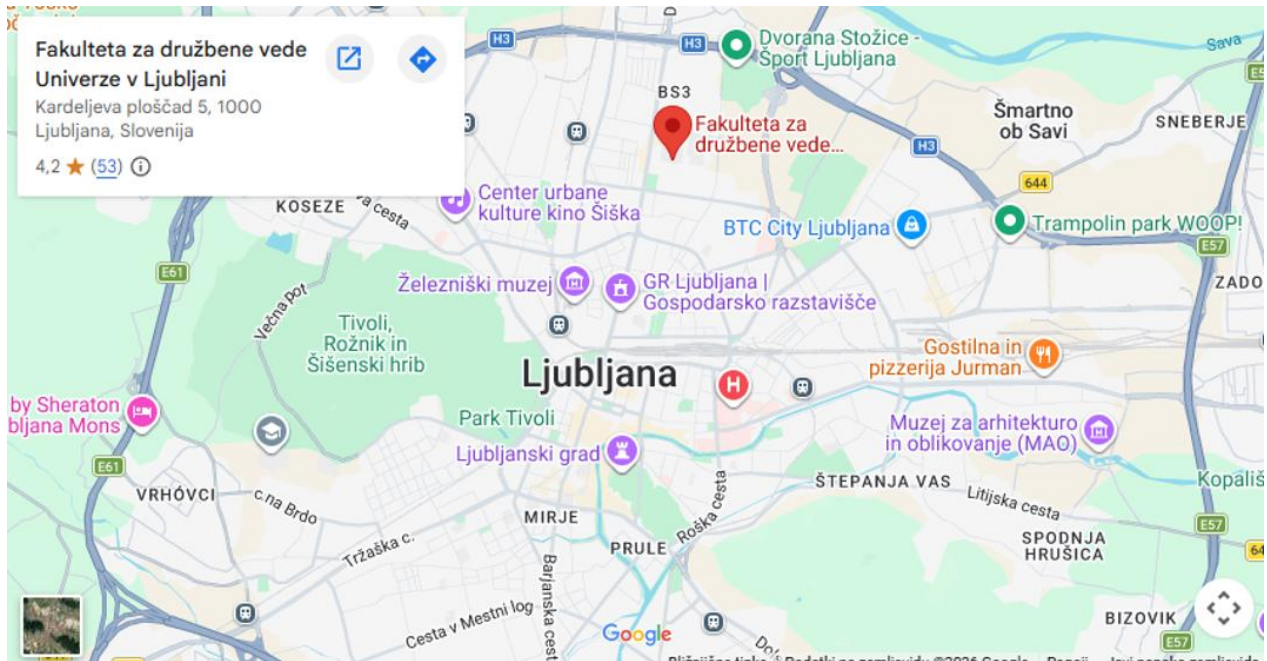 Fakulteta za družbene vede
Univerze v Ljubljani
Kardeljeva ploščad 5, 1000
Ljubljana, Slovenija
4,2 ★ (53)
H3
H3
Dvorana Stožice -
Šport Ljubljana
Sava
BS3
Fakulteta za
družbene vede...
Šmartno
ob Savi
SNEBERJE
H3
644
KOSEZE
cesta
Center urbane
kulture kino Šiška
BTC City Ljubljana
Trampolin park WOOP!
E57
E61
Večna pot
Železniški muzej
GR Ljubljana |
Gospodarsko razstavišče
ZADO
Tivoli,
Rožnik in
Šišenski hrib
Ljubljana
H
Gostilna in
pizzerija Jurman
by Sheraton
bljana Mons
Park Tivoli
Ljubljanski grad
Muzej za arhitekturo
in oblikovanje (MAO)
E61
VRHÓVCI
c. na Brdo
ŠTEPANJA VAS
Litijska cesta
Kopališ
MIRJE
Roška cesta
E57
Tržaška c.
PRULE
SPODNJA
HRUŠICA
64
Barjanska cest
Cesta v Mestni log
Google
BIZOVIK
E57